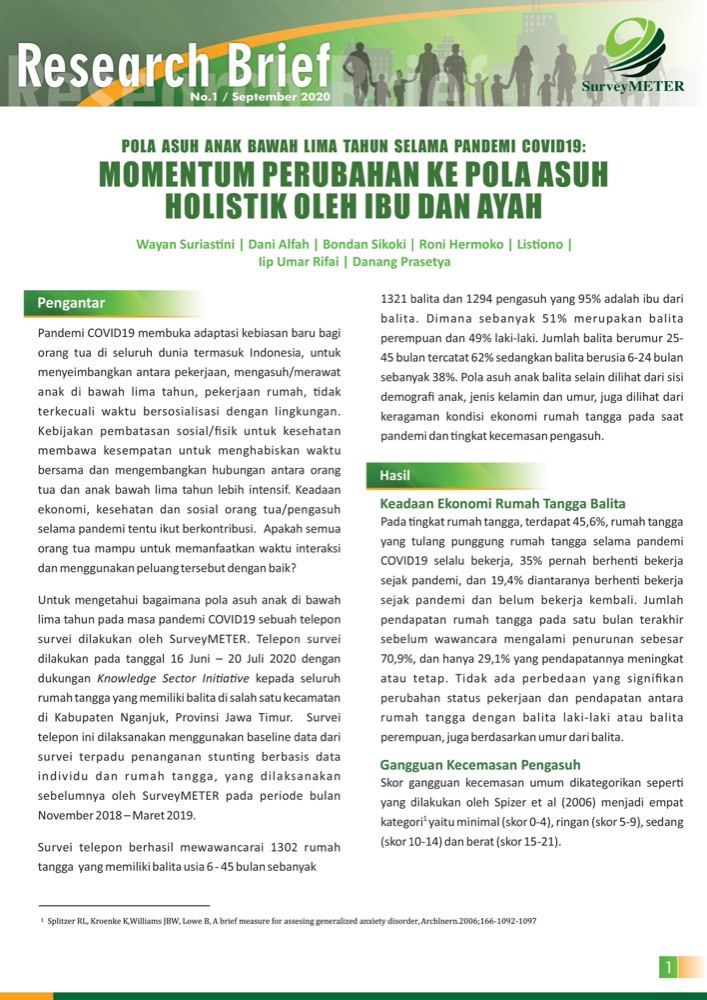 Research Brief
No.1 / September 2020
SurveyMETER
POLA ASUH ANAK BAWAH LIMA TAHUN SELAMA PANDEMI COVID19:
MOMENTUM PERUBAHAN KE POLA ASUH
HOLISTIK OLEH IBU DAN AYAH
Wayan Suriastini | Dani Alfah | Bondan Sikoki | Roni Hermoko | Listiono |
Iip Umar Rifai | Danang Prasetya
Pengantar
Pandemi COVID19 membuka adaptasi kebiasan baru bagi
orang tua di seluruh dunia termasuk Indonesia, untuk
menyeimbangkan antara pekerjaan, mengasuh/merawat
anak di bawah lima tahun, pekerjaan rumah, tidak
terkecuali waktu bersosialisasi dengan lingkungan.
Kebijakan pembatasan sosial/fisik untuk kesehatan
membawa kesempatan untuk menghabiskan waktu
bersama dan mengembangkan hubungan antara orang
tua dan anak bawah lima tahun lebih intensif. Keadaan
ekonomi, kesehatan dan sosial orang tua/pengasuh
selama pandemi tentu ikut berkontribusi. Apakah semua
orang tua mampu untuk memanfaatkan waktu interaksi
dan menggunakan peluang tersebut dengan baik?
Untuk mengetahui bagaimana pola asuh anak di bawah
lima tahun pada masa pandemi COVID19 sebuah telepon
survei dilakukan oleh SurveyMETER. Telepon survei
dilakukan pada tanggal 16 Juni – 20 Juli 2020 dengan
dukungan Knowledge Sector Initiative kepada seluruh
rumah tangga yang memiliki balita di salah satu kecamatan
di Kabupaten Nganjuk, Provinsi Jawa Timur. Survei
telepon ini dilaksanakan menggunakan baseline data dari
survei terpadu penanganan stunting berbasis data
individu dan rumah tangga, yang dilaksanakan
sebelumnya oleh SurveyMETER pada periode bulan
November 2018 – Maret 2019.
Survei telepon berhasil mewawancarai 1302 rumah
tangga yang memiliki balita usia 6 - 45 bulan sebanyak
1321 balita dan 1294 pengasuh yang 95% adalah ibu dari
balita. Dimana sebanyak 51% merupakan balita
perempuan dan 49% laki-laki. Jumlah balita berumur 25-
45 bulan tercatat 62% sedangkan balita berusia 6-24 bulan
sebanyak 38%. Pola asuh anak balita selain dilihat dari sisi
demografi anak, jenis kelamin dan umur, juga dilihat dari
keragaman kondisi ekonomi rumah tangga pada saat
pandemi dan tingkat kecemasan pengasuh.
Hasil
Keadaan Ekonomi Rumah Tangga Balita
Pada tingkat rumah tangga, terdapat 45,6%, rumah tangga
yang tulang punggung rumah tangga selama pandemi
COVID19 selalu bekerja, 35% pernah berhenti bekerja
sejak pandemi, dan 19,4% diantaranya berhenti bekerja
sejak pandemi dan belum bekerja kembali. Jumlah
pendapatan rumah tangga pada satu bulan terakhir
sebelum wawancara mengalami penurunan sebesar
70,9%, dan hanya 29,1% yang pendapatannya meningkat
atau tetap. Tidak ada perbedaan yang signifikan
perubahan status pekerjaan dan pendapatan antara
rumah tangga dengan balita laki-laki atau balita
perempuan, juga berdasarkan umur dari balita.
Gangguan Kecemasan Pengasuh
Skor gangguan kecemasan umum dikategorikan seperti
yang dilakukan oleh Spizer et al (2006) menjadi empat
kategori¹ yaitu minimal (skor 0-4), ringan (skor 5-9), sedang
(skor 10-14) dan berat (skor 15-21).
¹ Splitzer RL, Kroenke K,Williams JBW, Lowe B, A brief measure for assesing generalized anxiety disorder, ArchInern.2006;166-1092-1097
1